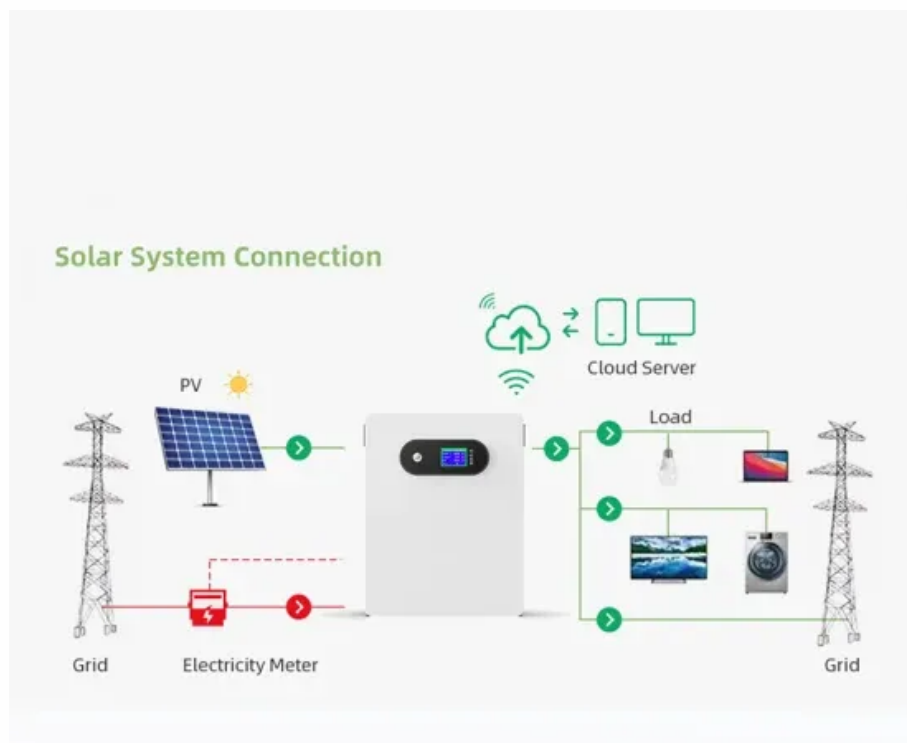 Solar System Connection
Cloud Server
PV
Load
Grid
Electricity Meter
Grid